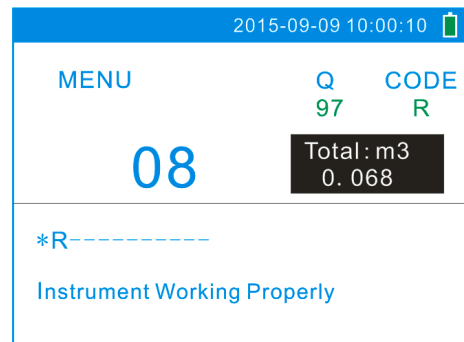 2015-09-09 10:00:10
MENU Q CODE
97 R
08 Total: m3
0. 068
*R----------
Instrument Working Properly